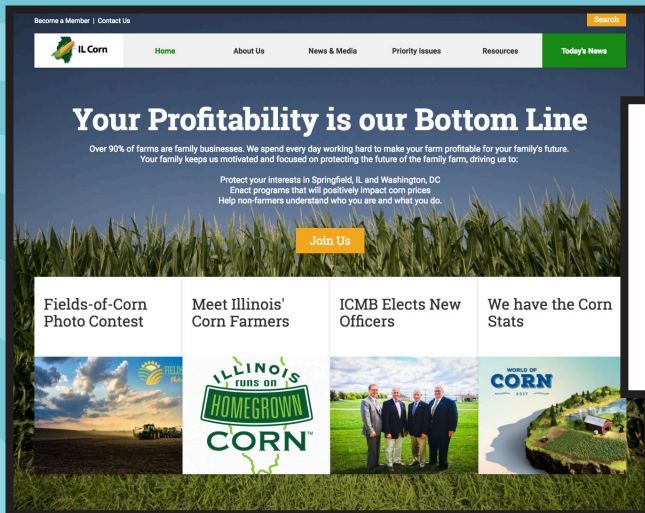 Become a Member | Contact Us
Search
IL Corn
Home
About Us
News & Media
Priority Issues
Resources
Today's News
Your Profitability is our Bottom Line
Over 90% of farms are family businesses. We spend every day working hard to make your farm profitable for your family's future.
Your family keeps us motivated and focused on protecting the future of the family farm, driving us to:
Protect your interests in Springfield, IL and Washington, DC
Enact programs that will positively impact corn prices
Help non-farmers understand who you are and what you do.
Join Us
Fields-of-Corn
Photo Contest
Meet Illinois'
Corn Farmers
ICMB Elects New
Officers
We have the Corn
Stats
FIELDS
ILLINOIS
runs on
HOMEGROWN
CORN™
WORLD OF
CORN
2017